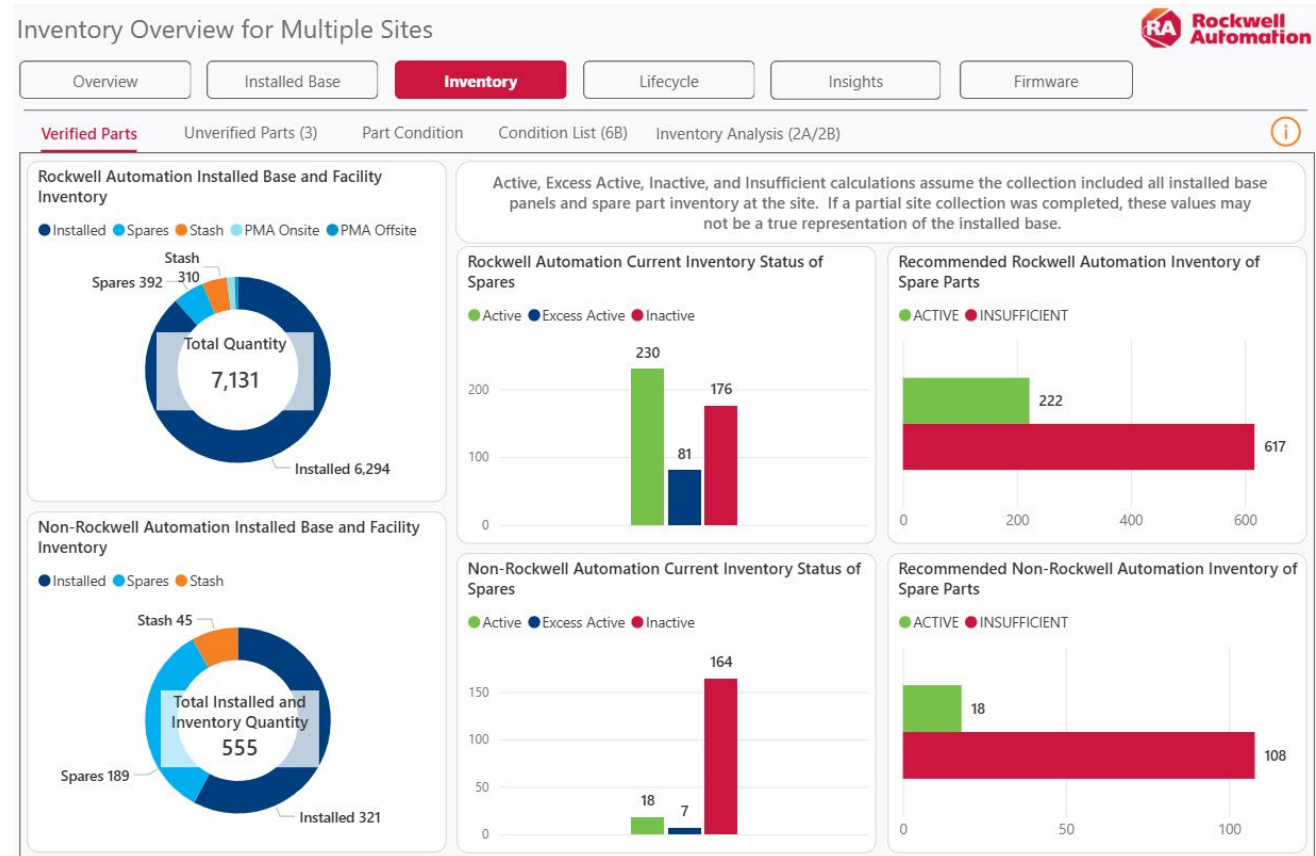 Inventory Overview for Multiple Sites
RA Rockwell
Automation
Overview
Installed Base
Inventory
Lifecycle
Insights
Firmware
Verified Parts
Unverified Parts (3)
Part Condition
Condition List (6B)
Inventory Analysis (2A/2B)
i
Rockwell Automation Installed Base and Facility
Inventory
Installed Spares Stash PMA Onsite PMA Offsite
Stash
310
Spares 392
Total Quantity
7,131
Installed 6,294
Active, Excess Active, Inactive, and Insufficient calculations assume the collection included all installed base
panels and spare part inventory at the site. If a partial site collection was completed, these values may
not be a true representation of the installed base.
Rockwell Automation Current Inventory Status of
Spares
Active Excess Active Inactive
230
176
81
200
100
0
Recommended Rockwell Automation Inventory of
Spare Parts
ACTIVE INSUFFICIENT
222
617
0 200 400 600
Non-Rockwell Automation Installed Base and Facility
Inventory
Installed Spares Stash
Stash 45
Total Installed and
Inventory Quantity
555
Spares 189
Installed 321
Non-Rockwell Automation Current Inventory Status of
Spares
Active Excess Active Inactive
164
18
7
150
100
50
0
Recommended Non-Rockwell Automation Inventory of
Spare Parts
ACTIVE INSUFFICIENT
18
108
0 50 100